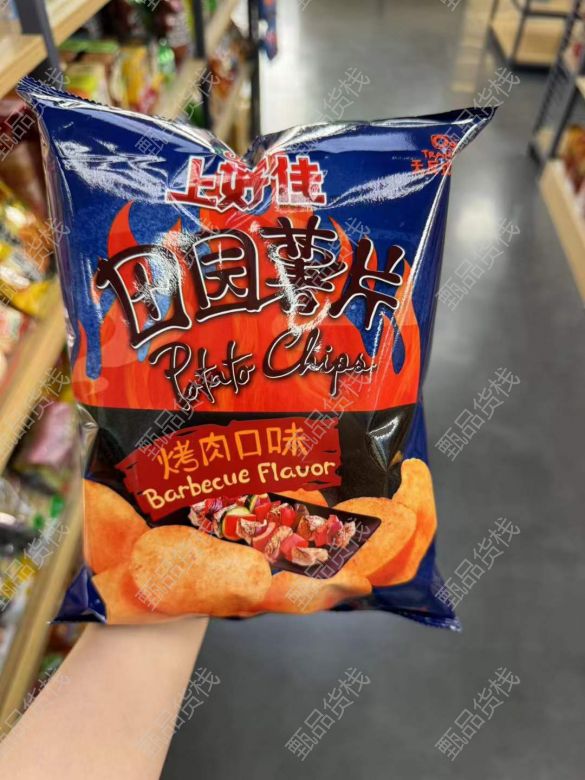 上好佳
田园薯片
Potato Chips
烤肉口味
Barbecue Flavor
甄品货栈